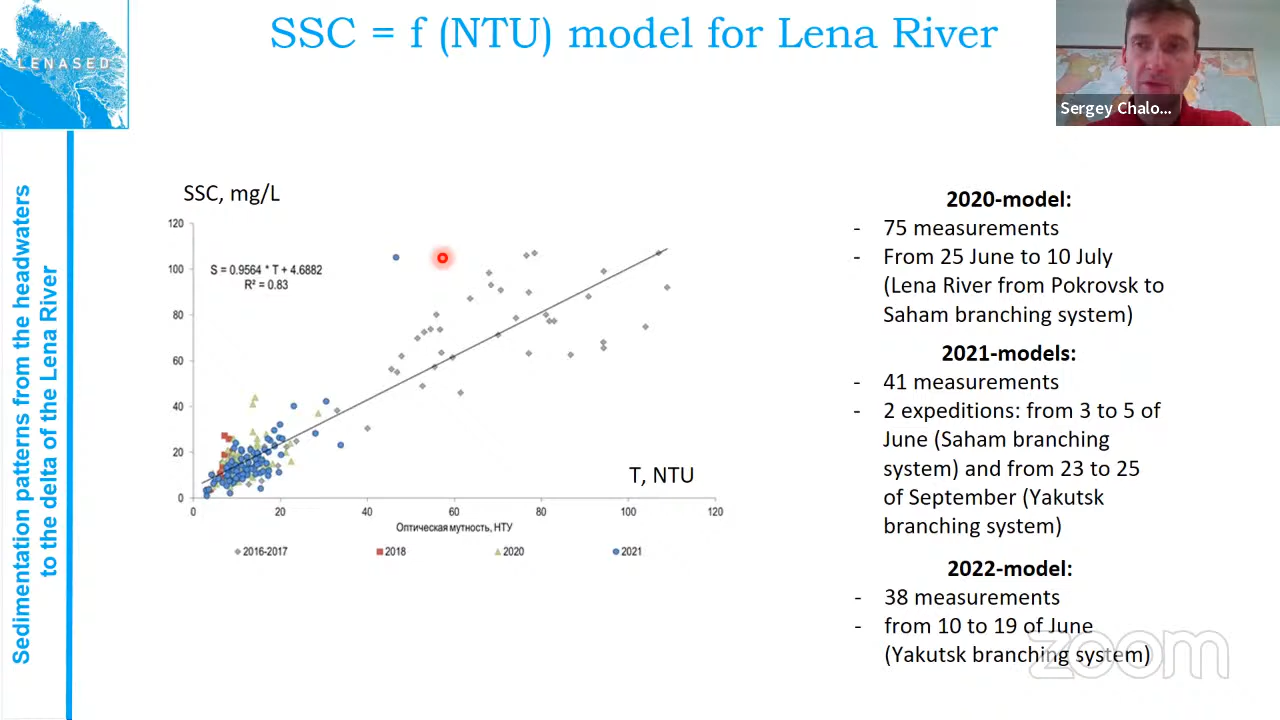 SSC = f (NTU) model for Lena River
LENASED
Sergey Chalo...
Sedimentation patterns from the headwaters
to the delta of the Lena River
SSC, mg/L
120
100
80
60
40
20
0
S = 0.9564 * T + 4.6882
R² = 0.83
T, NTU
0 20 40 60 80 100 120
Оптическая мутность, НТУ
2016-2017 2018 2020 2021
2020-model:
- 75 measurements
- From 25 June to 10 July
(Lena River from Pokrovsk to
Saham branching system)
2021-models:
- 41 measurements
- 2 expeditions: from 3 to 5 of
June (Saham branching
system) and from 23 to 25
of September (Yakutsk
branching system)
2022-model:
- 38 measurements
- from 10 to 19 of June
(Yakutsk branching system)
zoom